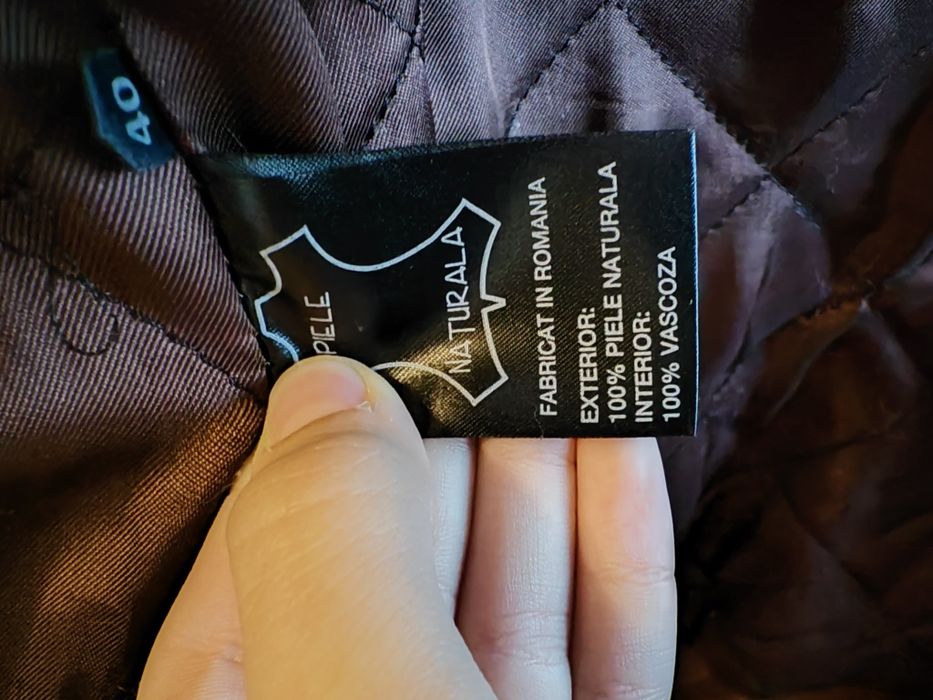 40
PIELE
NATURALA
FABRICAT IN ROMANIA
EXTERIOR:
100% PIELE NATURALA
INTERIOR:
100% VASCOZA